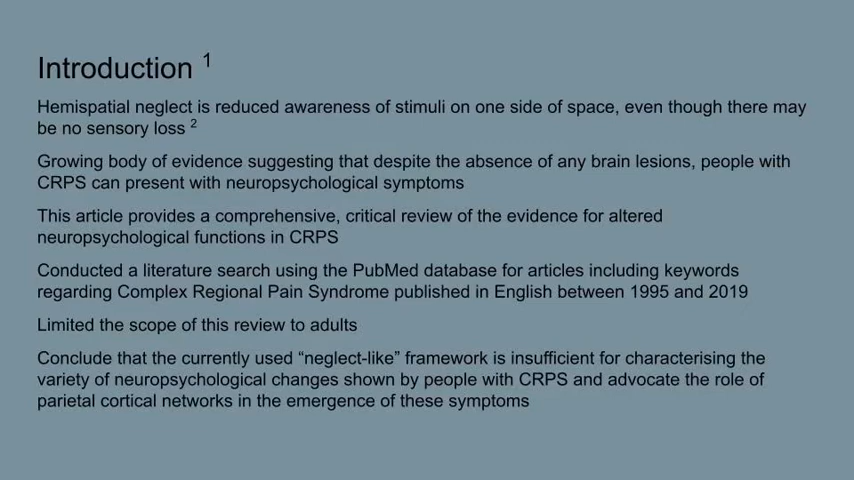 Introduction 1
Hemispatial neglect is reduced awareness of stimuli on one side of space, even though there may
be no sensory loss 2
Growing body of evidence suggesting that despite the absence of any brain lesions, people with
CRPS can present with neuropsychological symptoms
This article provides a comprehensive, critical review of the evidence for altered
neuropsychological functions in CRPS
Conducted a literature search using the PubMed database for articles including keywords
regarding Complex Regional Pain Syndrome published in English between 1995 and 2019
Limited the scope of this review to adults
Conclude that the currently used “neglect-like” framework is insufficient for characterising the
variety of neuropsychological changes shown by people with CRPS and advocate the role of
parietal cortical networks in the emergence of these symptoms